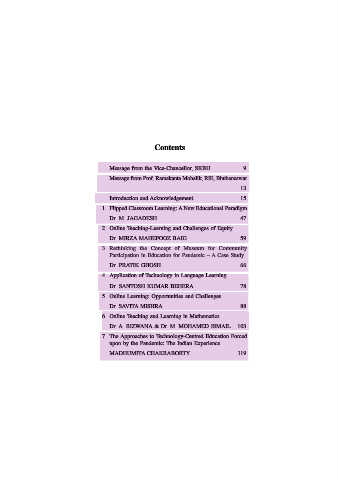 Contents
Message from the Vice-Chancellor, SKBU 9
Message from Prof. Ramakanta Mohalik, RIE, Bhubaneswar
13
Introduction and Acknowledgement 15
1 Flipped Classroom Learning: A New Educational Paradigm
Dr M JAGADESH 47
2 Online Teaching-Learning and Challenges of Equity
Dr MIRZA MAHEFOOZ BAIG 59
3 Rethinking the Concept of Museum for Community
Participation in Education for Pandemic – A Case Study
Dr PRATIK GHOSH 66
4 Application of Technology in Language Learning
Dr SANTOSH KUMAR BEHERA 78
5 Online Learning: Opportunities and Challenges
Dr SAVITA MISHRA 88
6 Online Teaching and Learning in Mathematics
Dr A RIZWANA & Dr M MOHAMED ISMAIL 103
7 The Approaches to Technology-Centred Education Forced
upon by the Pandemic: The Indian Experience
MADHUMITA CHAKRABORTY 119